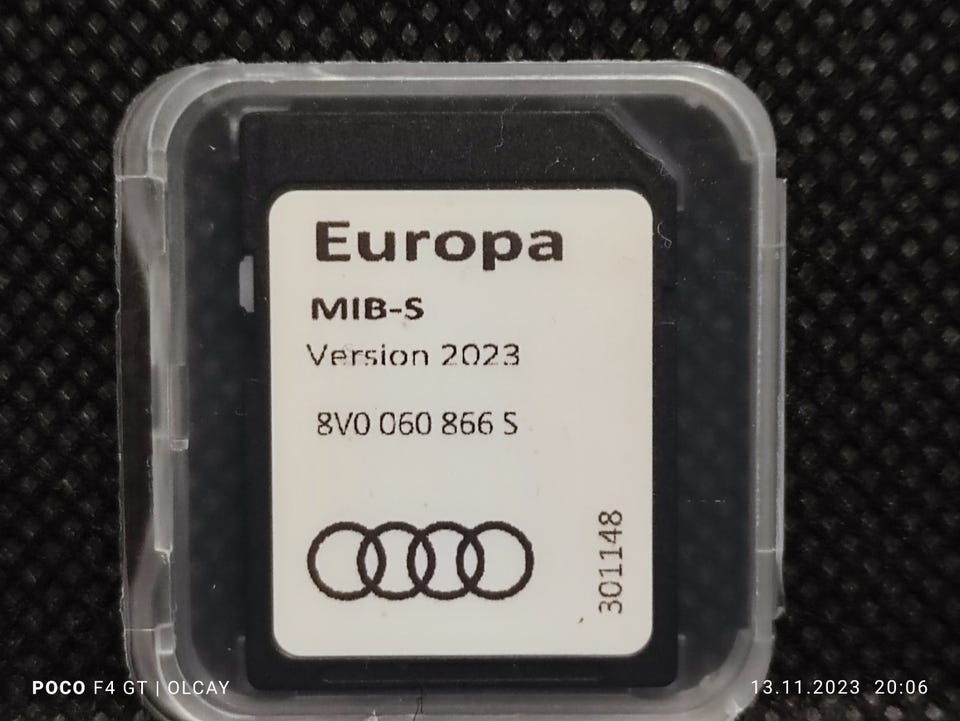 Europa
MIB-S
Version 2023
8V0 060 866 S
301148
POCO F4 GT | OLCAY
13.11.2023 20:06